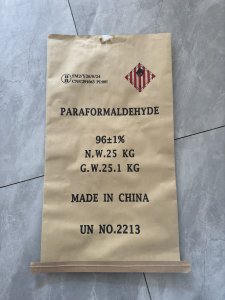 PARAFORMALDEHYDE
96±1%
N.W.25 KG
G.W.25.1 KG
MADE IN CHINA
UN NO.2213